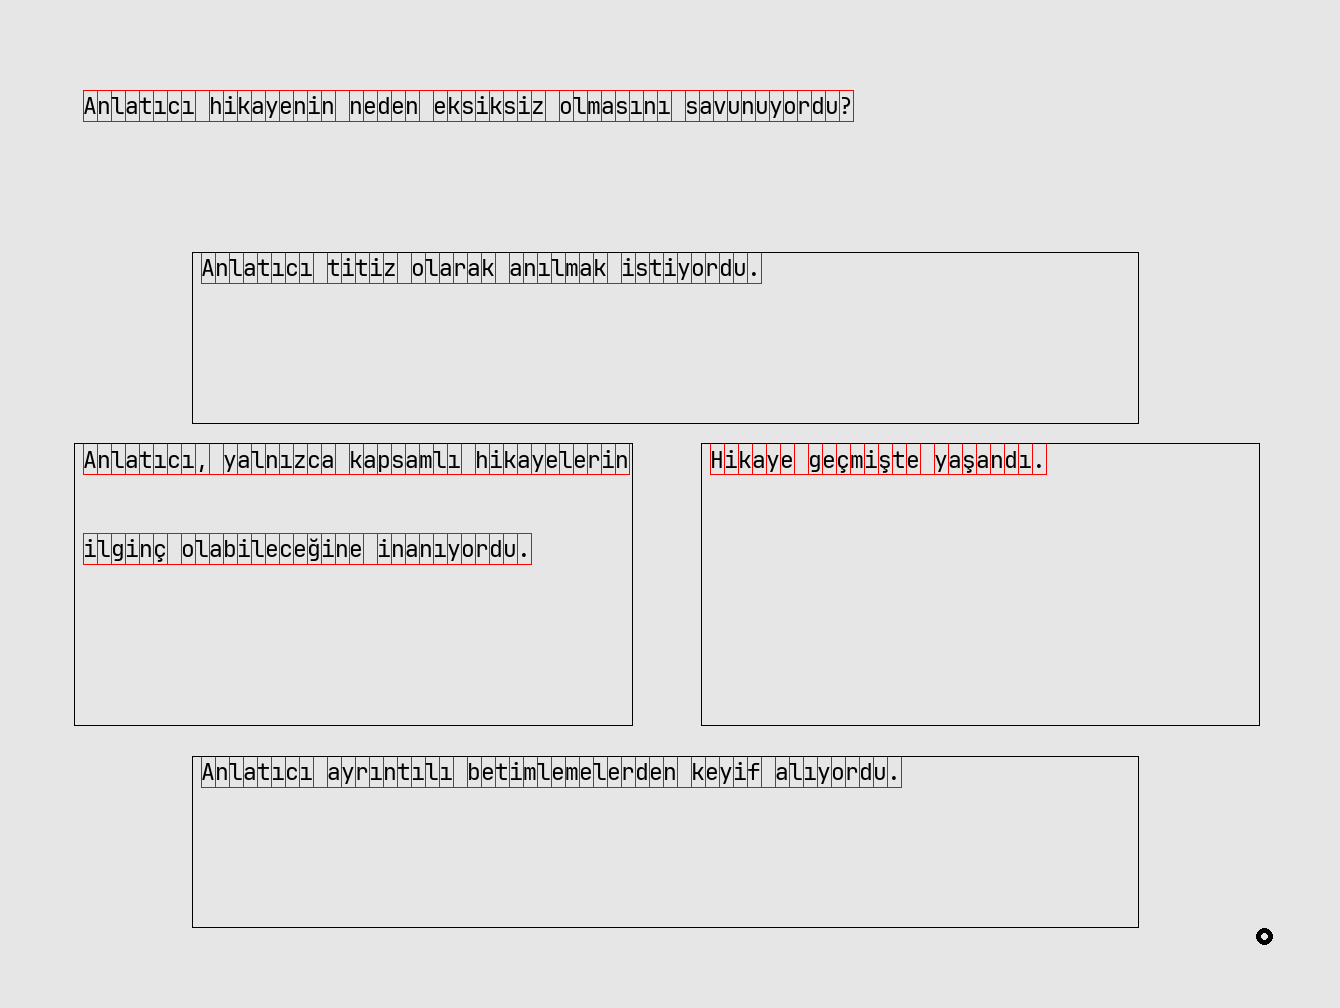 Anlatıcı hikayenin neden eksiksiz olmasını savunuyordu?
Anlatıcı titiz olarak anılmak istiyordu.
Anlatıcı, yalnızca kapsamlı hikayelerin
ilginç olabileceğine inanıyordu.
Hikaye geçmişte yaşandı.
Anlatıcı ayrıntılı betimlemelerden keyif alıyordu.